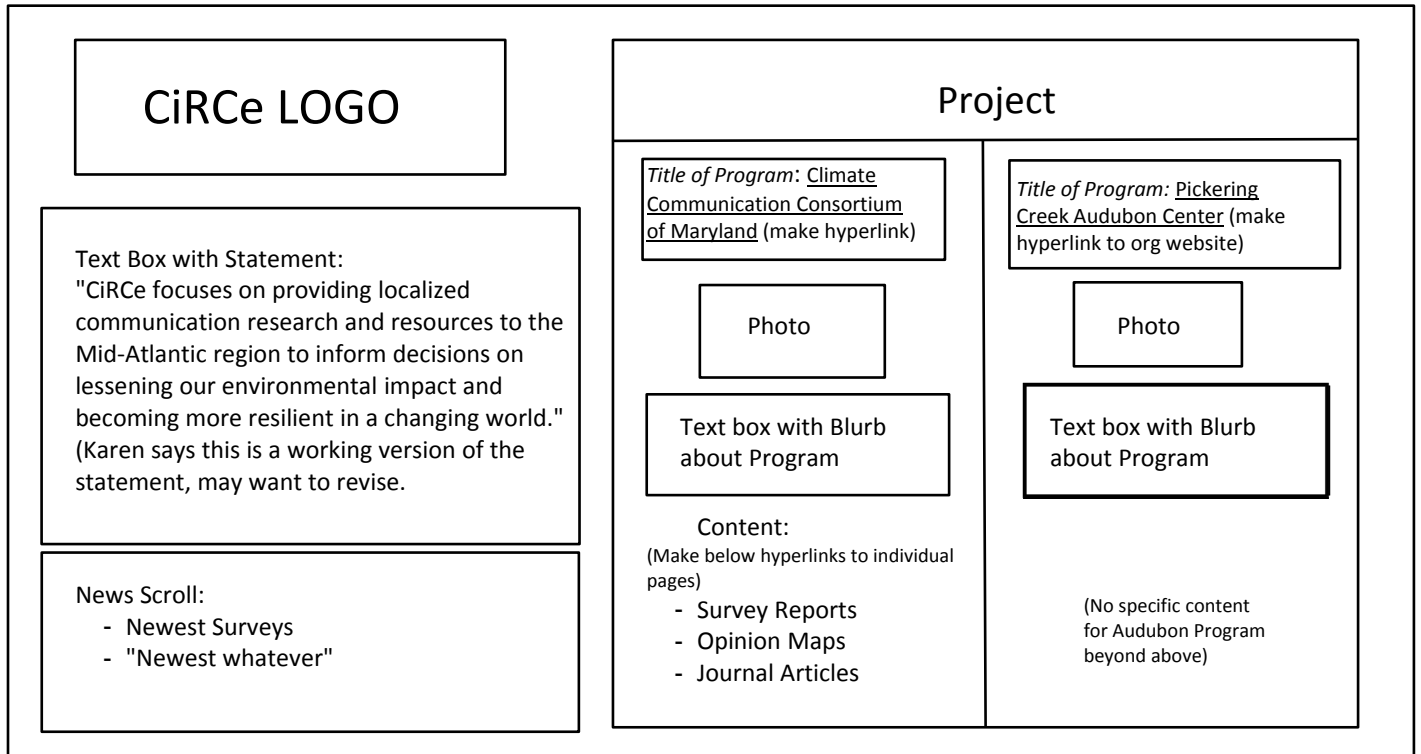 CiRCe LOGO
Text Box with Statement:
"CiRCe focuses on providing localized
communication research and resources to the
Mid-Atlantic region to inform decisions on
lessening our environmental impact and
becoming more resilient in a changing world."
(Karen says this is a working version of the
statement, may want to revise.
News Scroll:
- Newest Surveys
- "Newest whatever"
Project
Title of Program: Climate
Communication Consortium
of Maryland (make hyperlink)
Photo
Text box with Blurb
about Program
Content:
(Make below hyperlinks to individual
pages)
- Survey Reports
- Opinion Maps
- Journal Articles
Title of Program: Pickering
Creek Audubon Center (make
hyperlink to org website)
Photo
Text box with Blurb
about Program
(No specific content
for Audubon Program
beyond above)